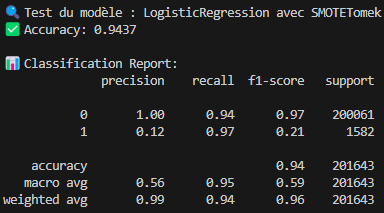 🔍 Test du modèle : LogisticRegression avec SMOTETomek
✅ Accuracy: 0.9437
📊 Classification Report:
precision recall f1-score support
0 1.00 0.94 0.97 200061
1 0.12 0.97 0.21 1582
accuracy 0.94 201643
macro avg 0.56 0.95 0.59 201643
weighted avg 0.99 0.94 0.96 201643